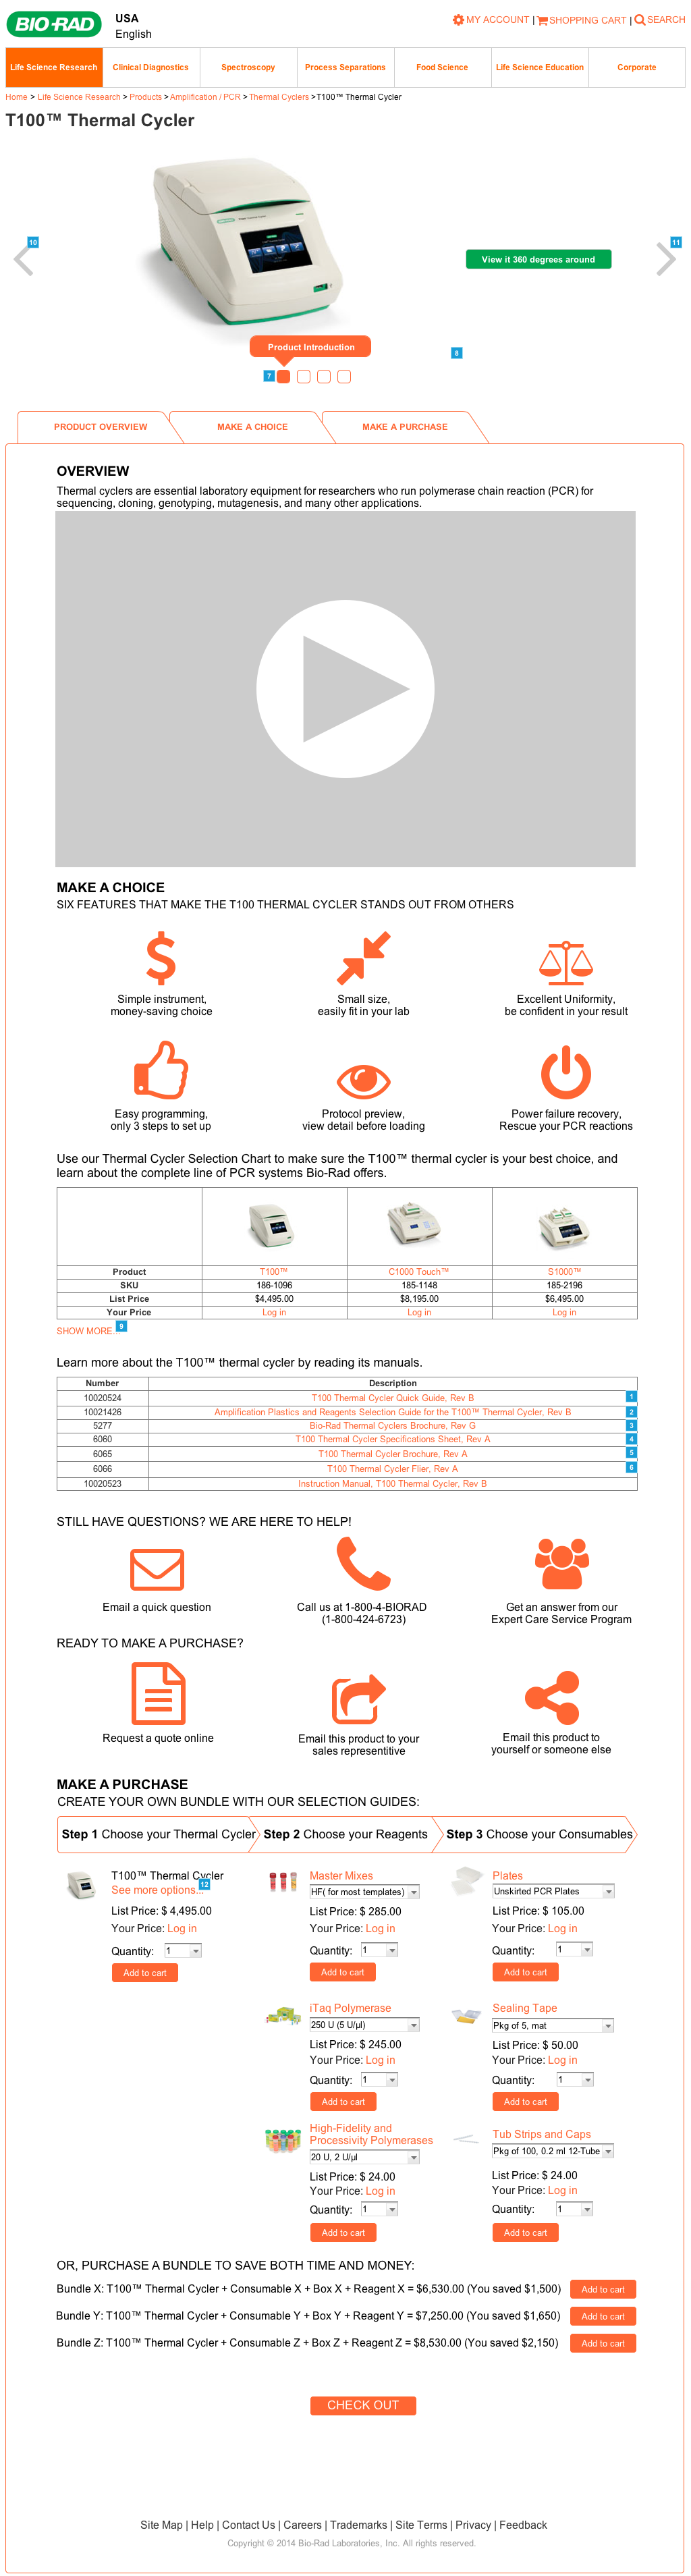 BIO-RAD
USA
English
MY ACCOUNT | SHOPPING CART | SEARCH
Life Science Research
Clinical Diagnostics
Spectroscopy
Process Separations
Food Science
Life Science Education
Corporate
Home > Life Science Research > Products > Amplification / PCR > Thermal Cyclers > T100™ Thermal Cycler
T100™ Thermal Cycler
10
11
View it 360 degrees around
Product Introduction
8
7
PRODUCT OVERVIEW
MAKE A CHOICE
MAKE A PURCHASE
OVERVIEW
Thermal cyclers are essential laboratory equipment for researchers who run polymerase chain reaction (PCR) for
sequencing, cloning, genotyping, mutagenesis, and many other applications.
MAKE A CHOICE
SIX FEATURES THAT MAKE THE T100 THERMAL CYCLER STANDS OUT FROM OTHERS
Simple instrument,
money-saving choice
Small size,
easily fit in your lab
Excellent Uniformity,
be confident in your result
Easy programming,
only 3 steps to set up
Protocol preview,
view detail before loading
Power failure recovery,
Rescue your PCR reactions
Use our Thermal Cycler Selection Chart to make sure the T100™ thermal cycler is your best choice, and
learn about the complete line of PCR systems Bio-Rad offers.
Product T100™ C1000 Touch™ S1000™
SKU 186-1096 185-1148 185-2196
List Price $4,495.00 $8,195.00 $6,495.00
Your Price Log in Log in Log in
SHOW MORE... 9
Learn more about the T100™ thermal cycler by reading its manuals.
Number Description
10020524 T100 Thermal Cycler Quick Guide, Rev B 1
10021426 Amplification Plastics and Reagents Selection Guide for the T100™ Thermal Cycler, Rev B 2
5277 Bio-Rad Thermal Cyclers Brochure, Rev G 3
6060 T100 Thermal Cycler Specifications Sheet, Rev A 4
6065 T100 Thermal Cycler Brochure, Rev A 5
6066 T100 Thermal Cycler Flier, Rev A 6
10020523 Instruction Manual, T100 Thermal Cycler, Rev B
STILL HAVE QUESTIONS? WE ARE HERE TO HELP!
Email a quick question
Call us at 1-800-4-BIORAD
(1-800-424-6723)
Get an answer from our
Expert Care Service Program
READY TO MAKE A PURCHASE?
Request a quote online
Email this product to your
sales representitive
Email this product to
yourself or someone else
MAKE A PURCHASE
CREATE YOUR OWN BUNDLE WITH OUR SELECTION GUIDES:
Step 1 Choose your Thermal Cycler
Step 2 Choose your Reagents
Step 3 Choose your Consumables
T100™ Thermal Cycler
See more options... 12
List Price: $ 4,495.00
Your Price: Log in
Quantity: 1
Add to cart
Master Mixes
HF( for most templates)
List Price: $ 285.00
Your Price: Log in
Quantity: 1
Add to cart
Plates
Unskirted PCR Plates
List Price: $ 105.00
Your Price: Log in
Quantity: 1
Add to cart
iTaq Polymerase
250 U (5 U/µl)
List Price: $ 245.00
Your Price: Log in
Quantity: 1
Add to cart
Sealing Tape
Pkg of 5, mat
List Price: $ 50.00
Your Price: Log in
Quantity: 1
Add to cart
High-Fidelity and
Processivity Polymerases
20 U, 2 U/µl
List Price: $ 24.00
Your Price: Log in
Quantity: 1
Add to cart
Tub Strips and Caps
Pkg of 100, 0.2 ml 12-Tube
List Price: $ 24.00
Your Price: Log in
Quantity: 1
Add to cart
OR, PURCHASE A BUNDLE TO SAVE BOTH TIME AND MONEY:
Bundle X: T100™ Thermal Cycler + Consumable X + Box X + Reagent X = $6,530.00 (You saved $1,500) Add to cart
Bundle Y: T100™ Thermal Cycler + Consumable Y + Box Y + Reagent Y = $7,250.00 (You saved $1,650) Add to cart
Bundle Z: T100™ Thermal Cycler + Consumable Z + Box Z + Reagent Z = $8,530.00 (You saved $2,150) Add to cart
CHECK OUT
Site Map | Help | Contact Us | Careers | Trademarks | Site Terms | Privacy | Feedback
Copyright © 2014 Bio-Rad Laboratories, Inc. All rights reserved.